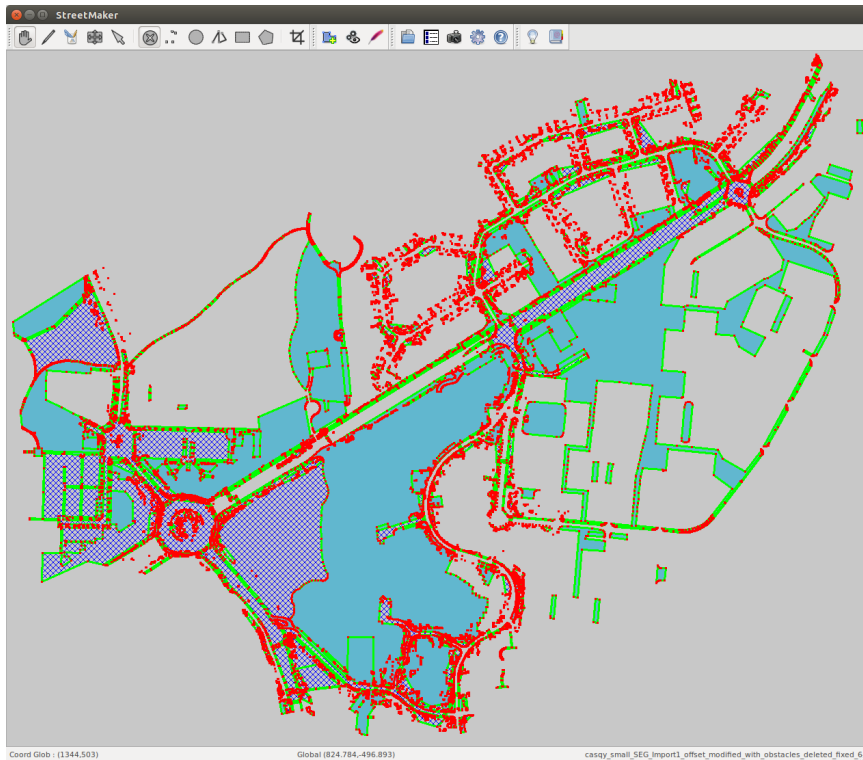 StreetMaker
Coord Glob : (1344,503)
Global (824.784,-496.893)
casqy_small_SEG_Import1_offset_modified_with_obstacles_deleted_fixed_6